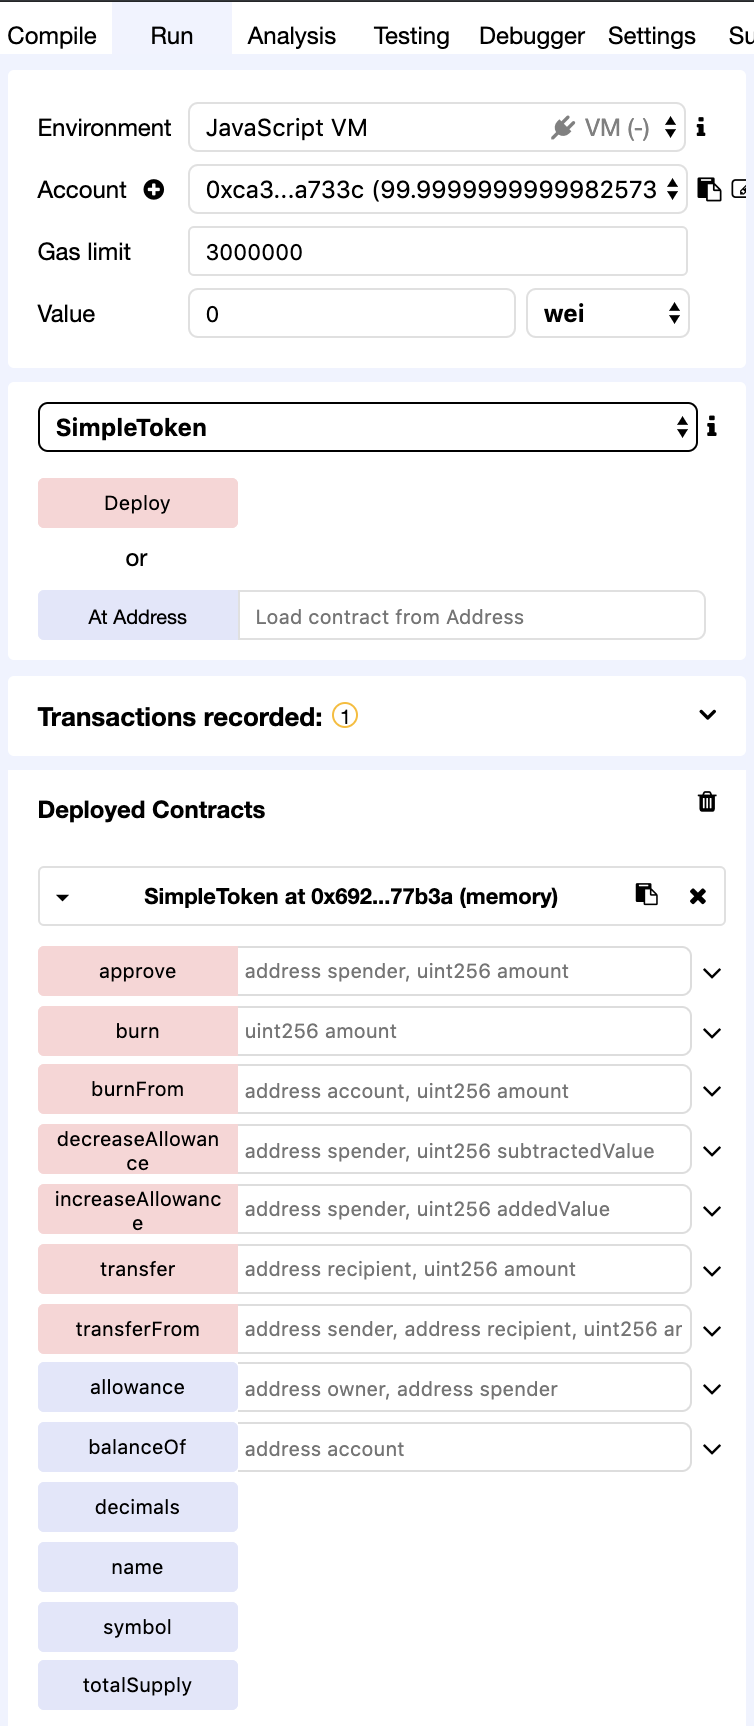 Compile Run Analysis Testing Debugger Settings Su
Environment JavaScript VM VM (-)
Account 0xca3...a733c (99.9999999999982573
Gas limit 3000000
Value 0 wei
SimpleToken
Deploy
or
At Address Load contract from Address
Transactions recorded: 1
Deployed Contracts
SimpleToken at 0x692...77b3a (memory)
approve address spender, uint256 amount
burn uint256 amount
burnFrom address account, uint256 amount
decreaseAllowan
ce address spender, uint256 subtractedValue
increaseAllowanc
e address spender, uint256 addedValue
transfer address recipient, uint256 amount
transferFrom address sender, address recipient, uint256 ar
allowance address owner, address spender
balanceOf address account
decimals
name
symbol
totalSupply